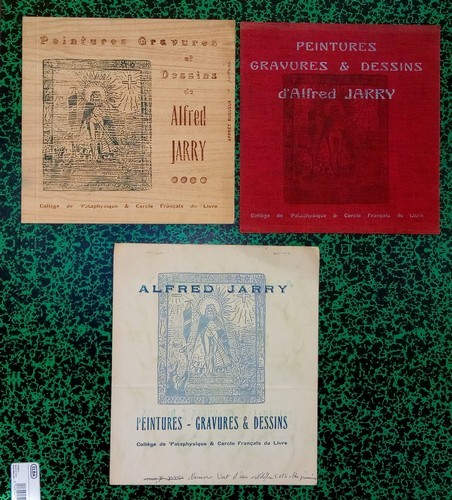 Peintures Gravures
et
Dessins
de
Alfred
JARRY
Collège de 'Pataphysique & Cercle Français du Livre
PEINTURES
GRAVURES & DESSINS
d'Alfred JARRY
Collège de 'Pataphysique & Cercle Français du Livre
ALFRED JARRY
PEINTURES - GRAVURES & DESSINS
Collège de 'Pataphysique & Cercle Français du Livre